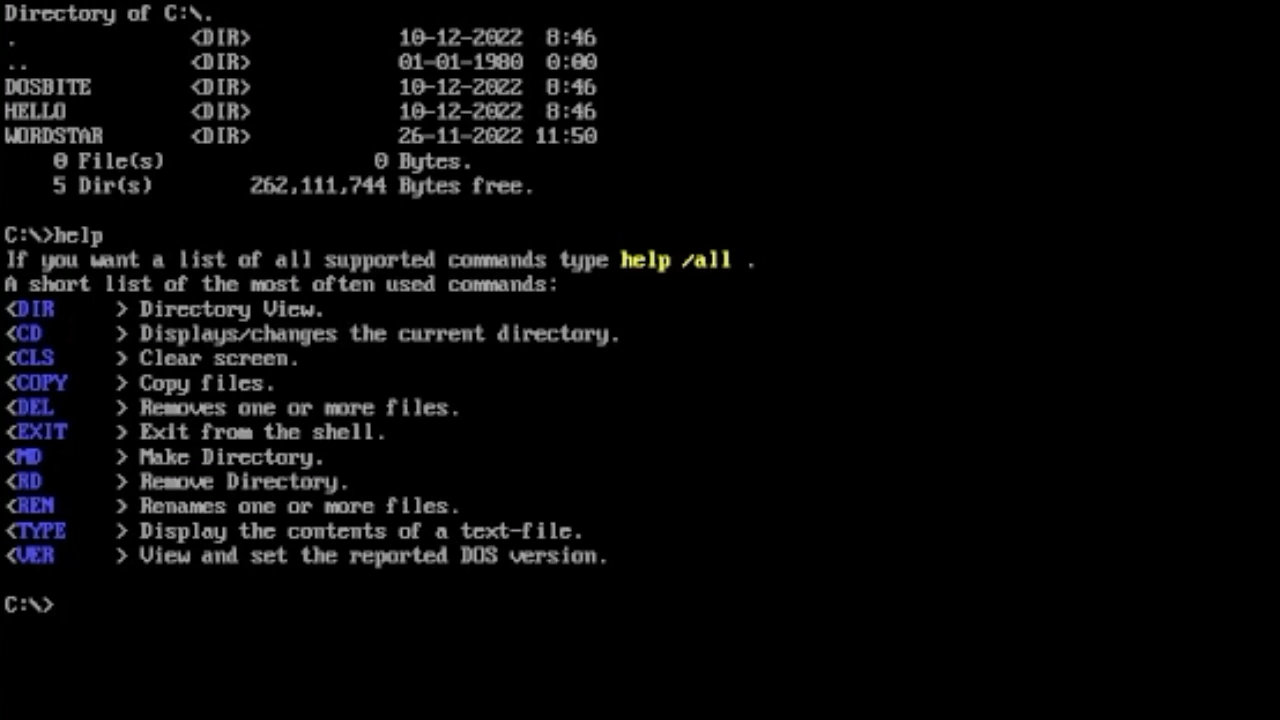 Directory of C:\.
.              <DIR>            10-12-2022  8:46
..             <DIR>            01-01-1980  0:00
DOSBITE        <DIR>            10-12-2022  8:46
HELLO          <DIR>            10-12-2022  8:46
WORDSTAR       <DIR>            26-11-2022 11:50
    0 File(s)                 0 Bytes.
    5 Dir(s)        262,111,744 Bytes free.
C:\>help
If you want a list of all supported commands type help /all .
A short list of the most often used commands:
<DIR     > Directory View.
<CD      > Displays/changes the current directory.
<CLS     > Clear screen.
<COPY    > Copy files.
<DEL     > Removes one or more files.
<EXIT    > Exit from the shell.
<MD      > Make Directory.
<RD      > Remove Directory.
<REN     > Renames one or more files.
<TYPE    > Display the contents of a text-file.
<VER     > View and set the reported DOS version.
C:\>